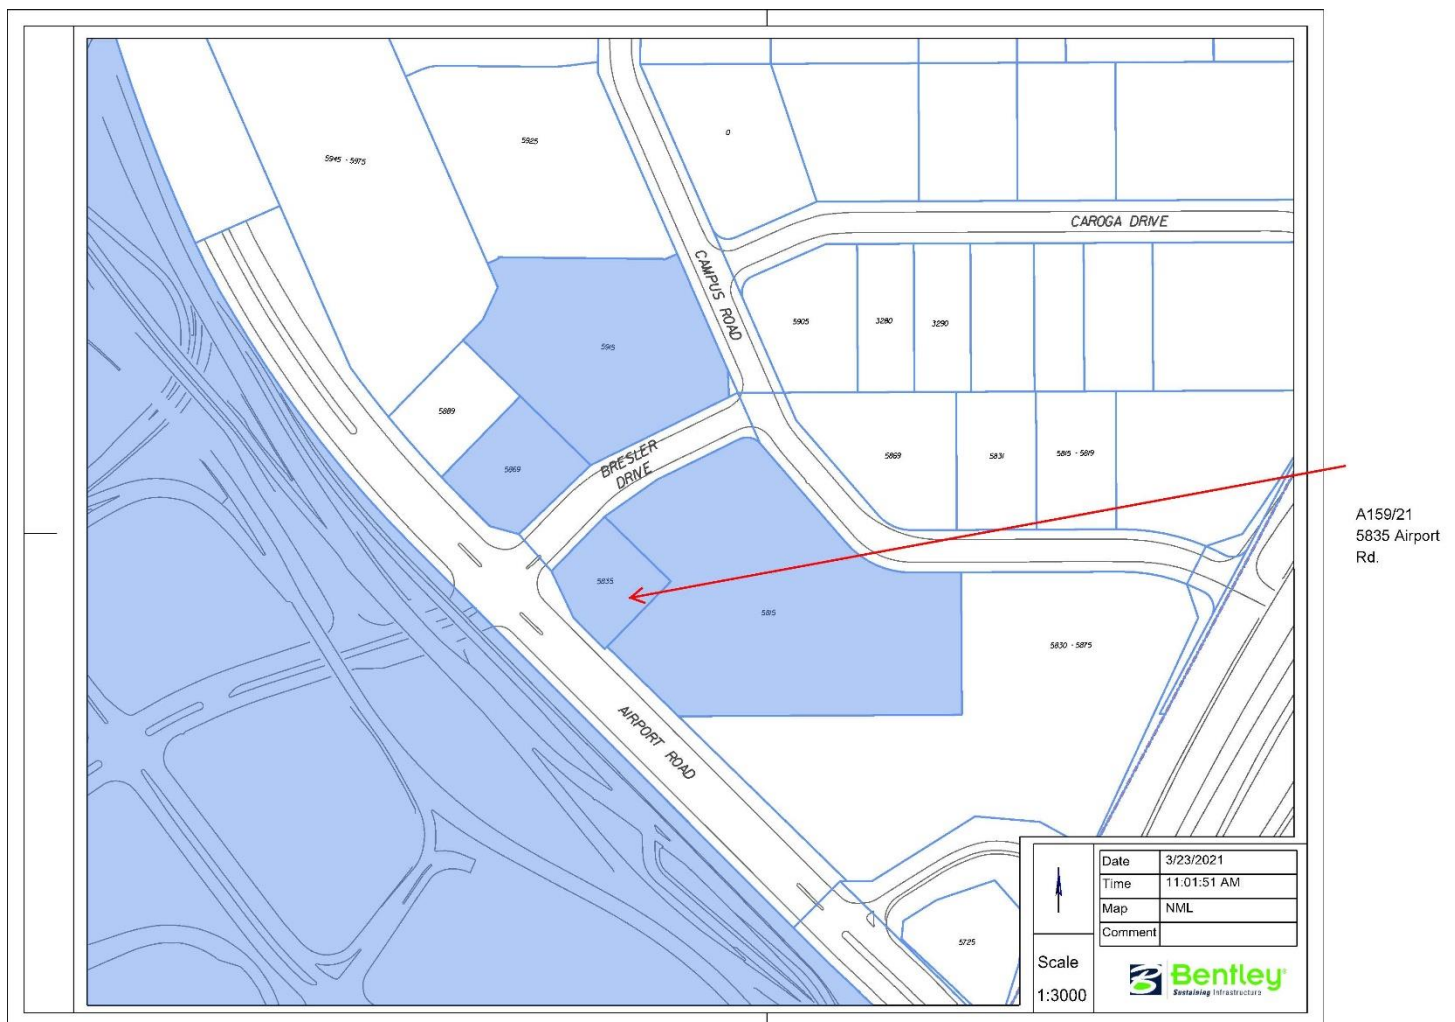 5945 - 5975
5925
0
CAROGA DRIVE
CAMPUS ROAD
5905
3280
3290
5915
5889
5869
BRESLER
DRIVE
5869
5831
5815 - 5819
A159/21
5835 Airport
Rd.
5835
5815
5830 - 5875
AIRPORT ROAD
5725
Date 3/23/2021
Time 11:01:51 AM
Map NML
Comment
Scale
1:3000
Bentley
Sustaining Infrastructure